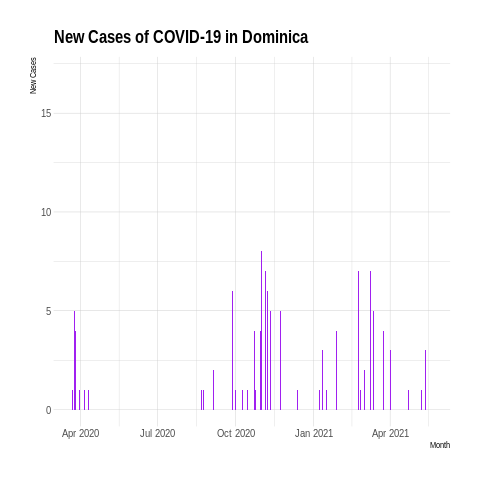 New Cases of COVID-19 in Dominica
New Cases
15
10
5
0
Apr 2020 Jul 2020 Oct 2020 Jan 2021 Apr 2021
Month